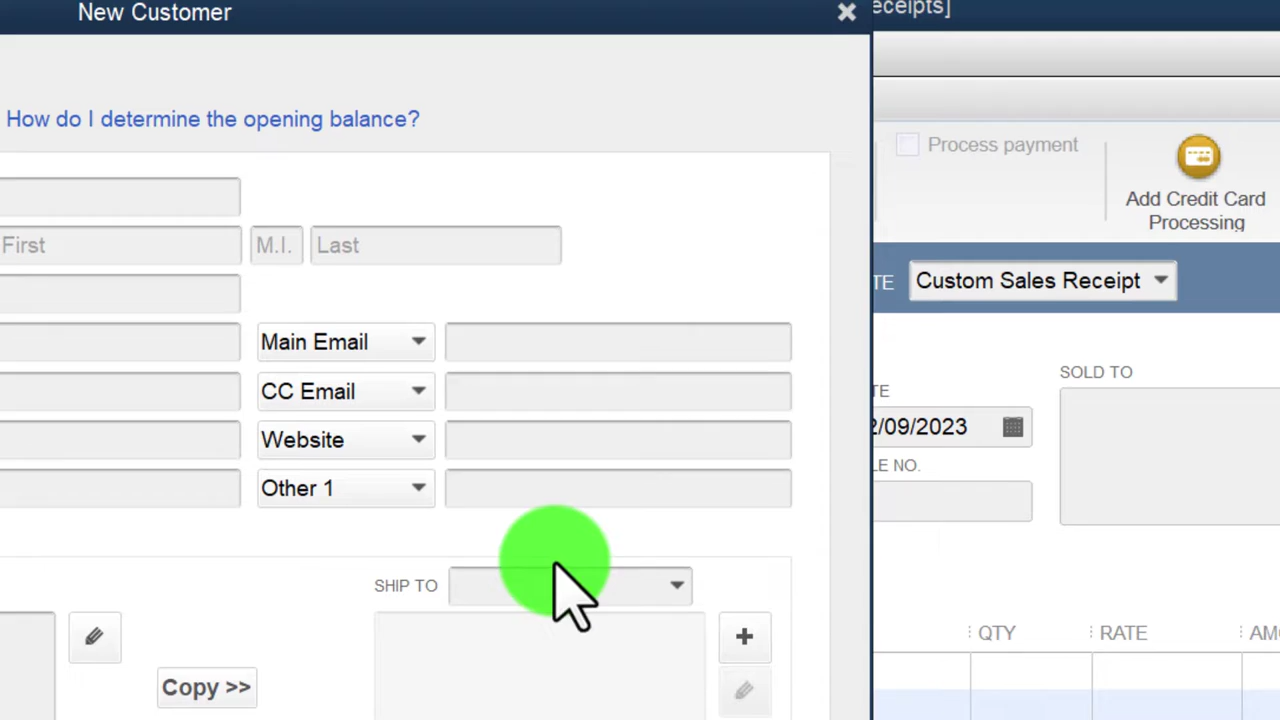 New Customer
eceipts]
How do I determine the opening balance?
Process payment
Add Credit Card
Processing
First
M.I.
Last
TE
Custom Sales Receipt
Main Email
CC Email
Website
Other 1
TE
SOLD TO
2/09/2023
LE NO.
SHIP TO
QTY
RATE
AM
Copy >>